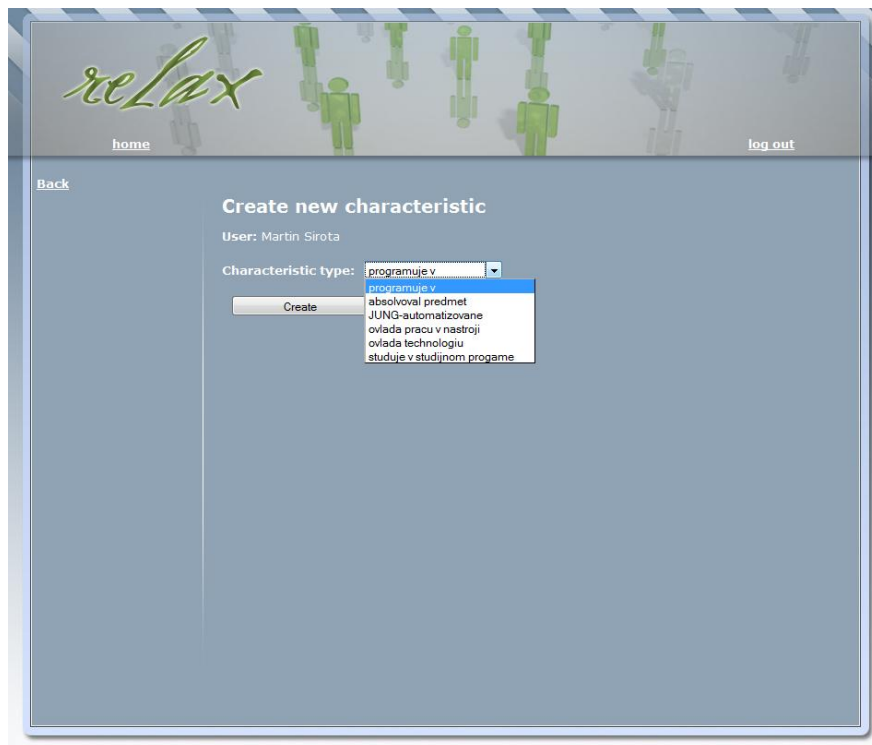 relax
home
log out
Back
Create new characteristic
User: Martin Sirota
Characteristic type: programuje v
programuje v
absolvoval predmet
JUNG-automatizovane
ovlada pracu v nastroji
ovlada technologiu
studuje v studijnom progame
Create